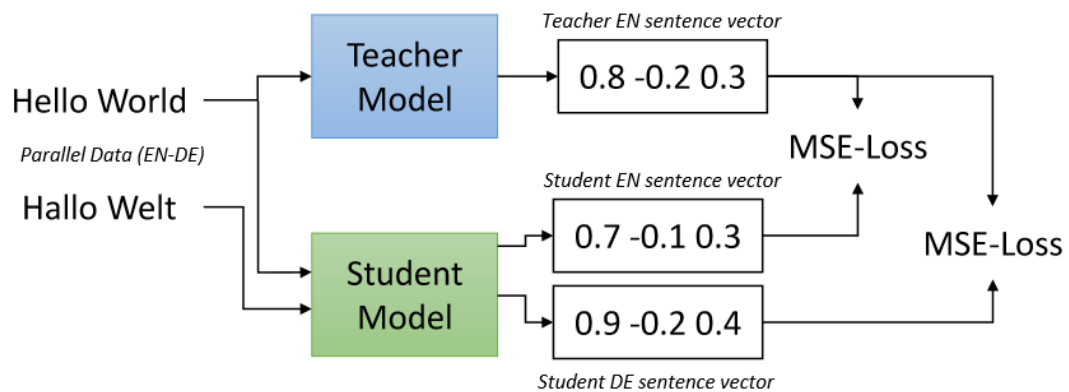 Teacher EN sentence vector
Teacher
Model
0.8 -0.2 0.3
Hello World
Parallel Data (EN-DE)
Hallo Welt
MSE-Loss
Student EN sentence vector
0.7 -0.1 0.3
MSE-Loss
Student
Model
0.9 -0.2 0.4
Student DE sentence vector